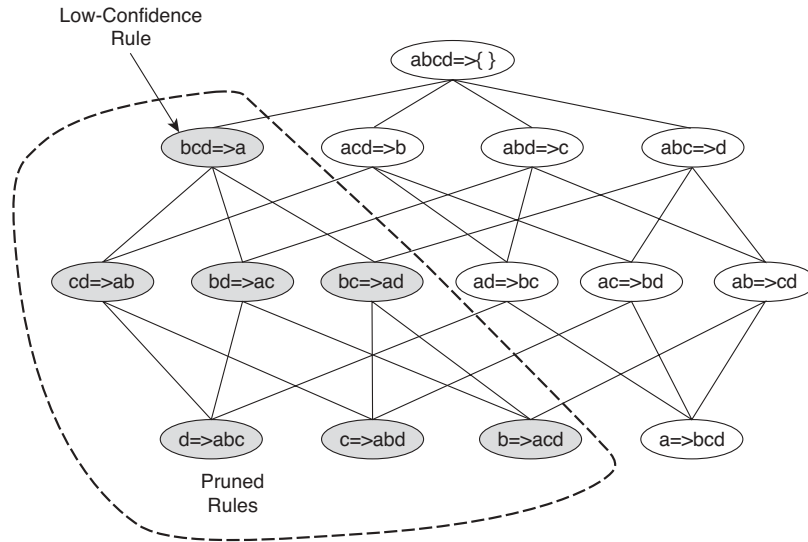 Low-Confidence
Rule
abcd=>{ }
bcd=>a
acd=>b
abd=>c
abc=>d
cd=>ab
bd=>ac
bc=>ad
ad=>bc
ac=>bd
ab=>cd
d=>abc
c=>abd
b=>acd
a=>bcd
Pruned
Rules